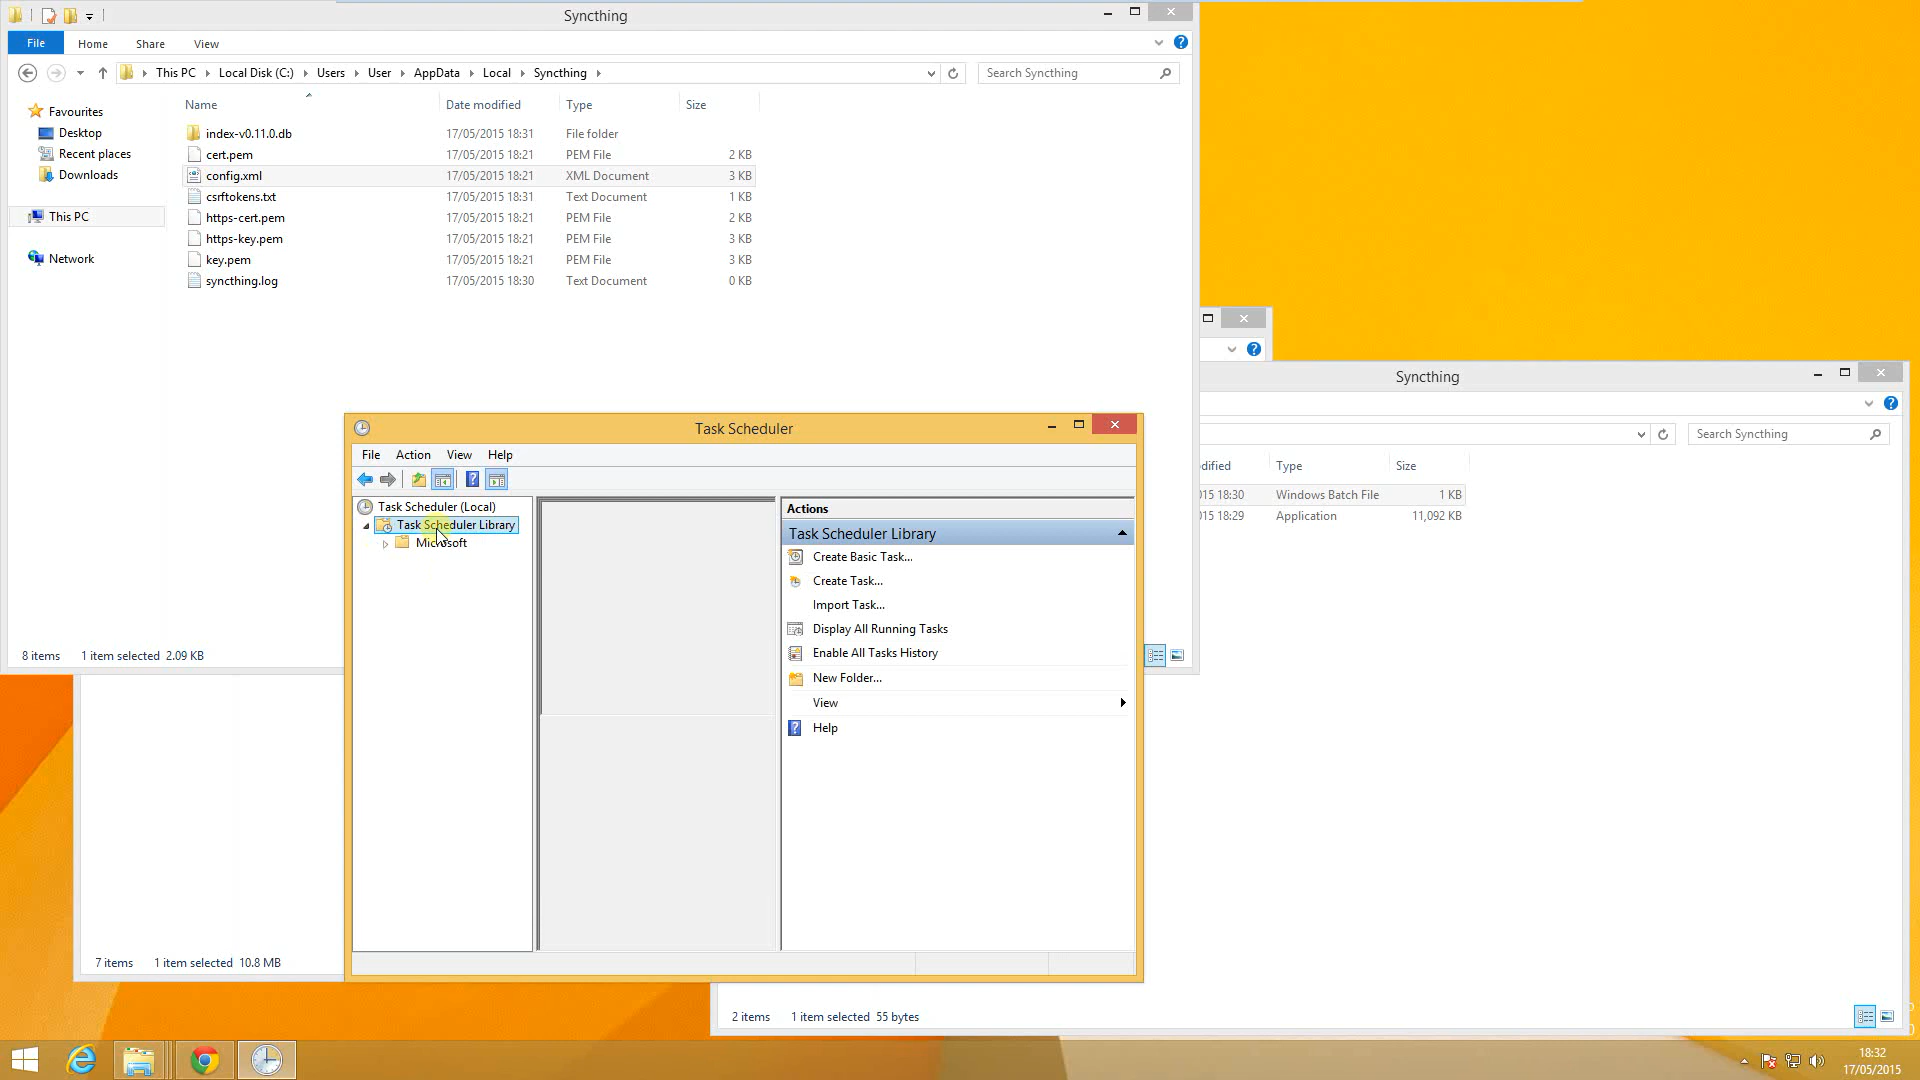 Syncthing
File Home Share View
This PC Local Disk (C:) Users User AppData Local Syncthing
Search Syncthing
Favourites
Desktop
Recent places
Downloads
This PC
Network
Name Date modified Type Size
index-v0.11.0.db 17/05/2015 18:31 File folder
cert.pem 17/05/2015 18:21 PEM File 2 KB
config.xml 17/05/2015 18:21 XML Document 3 KB
csrftokens.txt 17/05/2015 18:31 Text Document 1 KB
https-cert.pem 17/05/2015 18:21 PEM File 2 KB
https-key.pem 17/05/2015 18:21 PEM File 3 KB
key.pem 17/05/2015 18:21 PEM File 3 KB
syncthing.log 17/05/2015 18:30 Text Document 0 KB
8 items 1 item selected 2.09 KB
Syncthing
Search Syncthing
dified Type Size
015 18:30 Windows Batch File 1 KB
015 18:29 Application 11,092 KB
Task Scheduler
File Action View Help
Task Scheduler (Local)
Task Scheduler Library
Microsoft
Actions
Task Scheduler Library
Create Basic Task...
Create Task...
Import Task...
Display All Running Tasks
Enable All Tasks History
New Folder...
View
Help
7 items 1 item selected 10.8 MB
2 items 1 item selected 55 bytes
18:32
17/05/2015